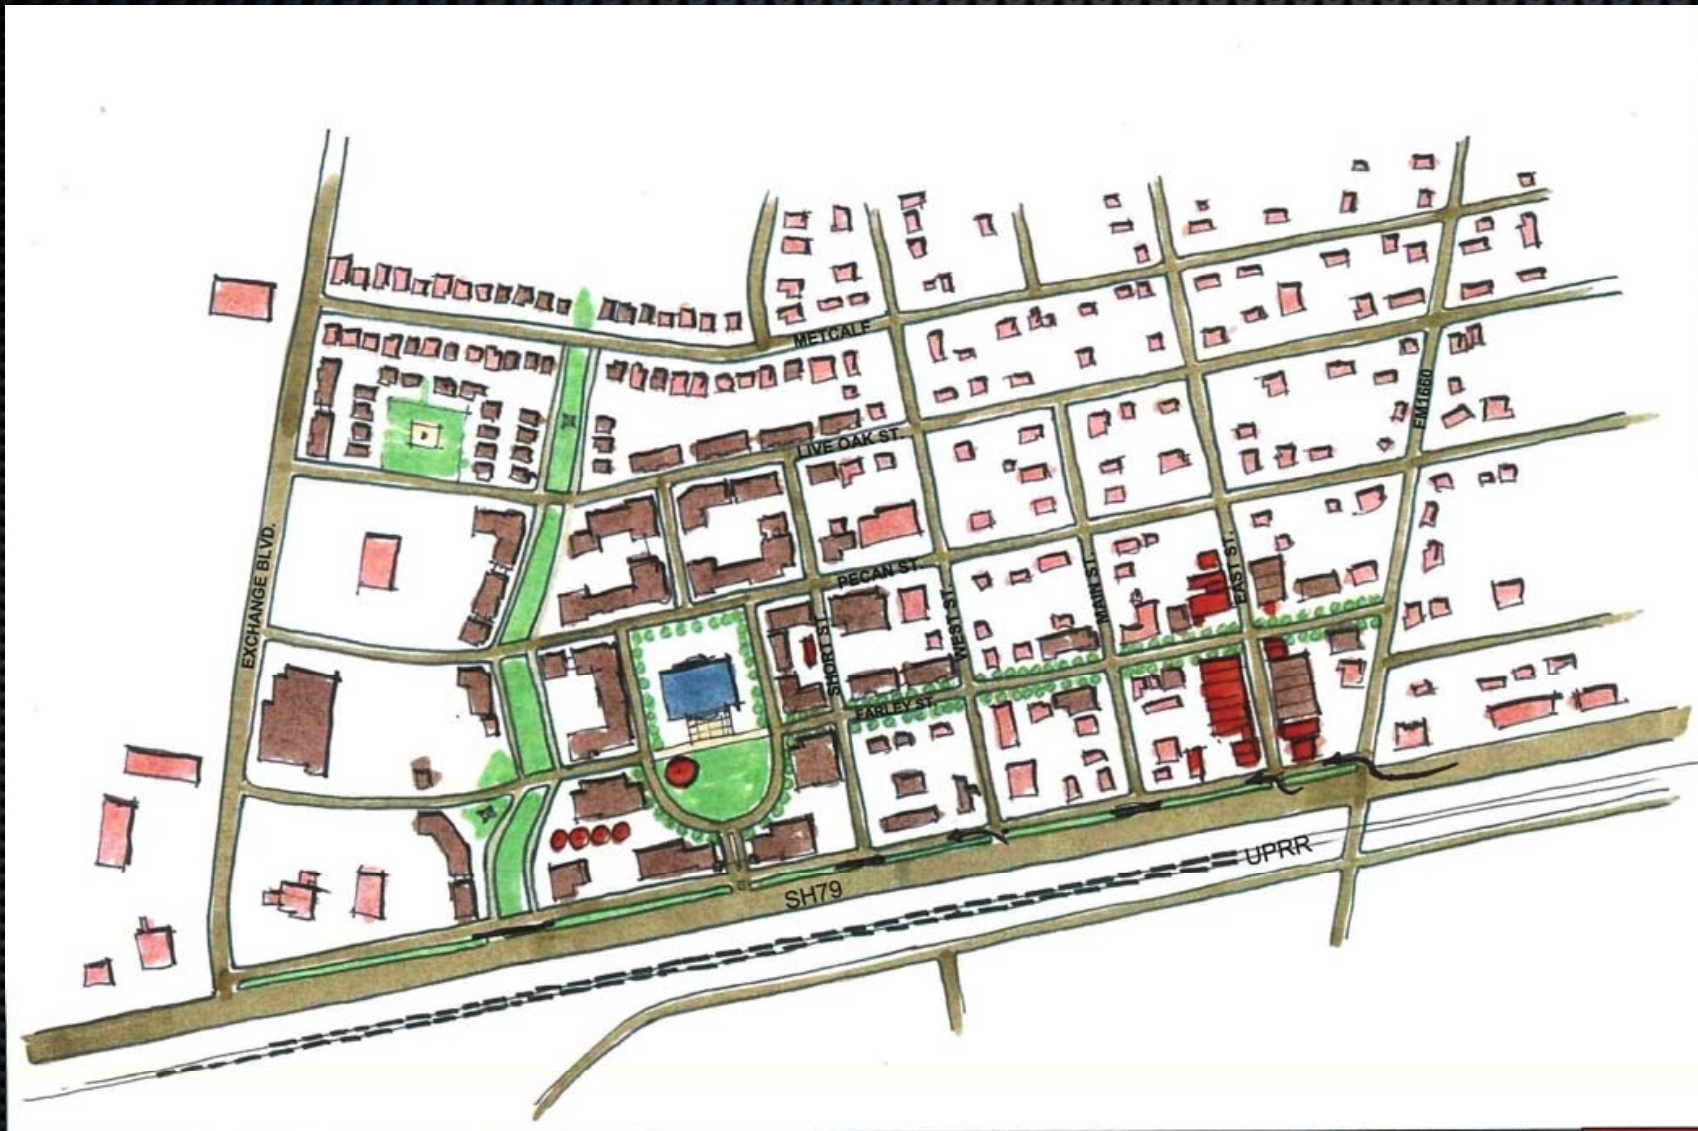 METCALF
LIVE OAK ST.
FM1660
EXCHANGE BLVD.
PECAN ST.
EAST ST.
MAIN ST.
WEST ST.
SHORT ST.
FARLEY ST.
UPRR
SH79